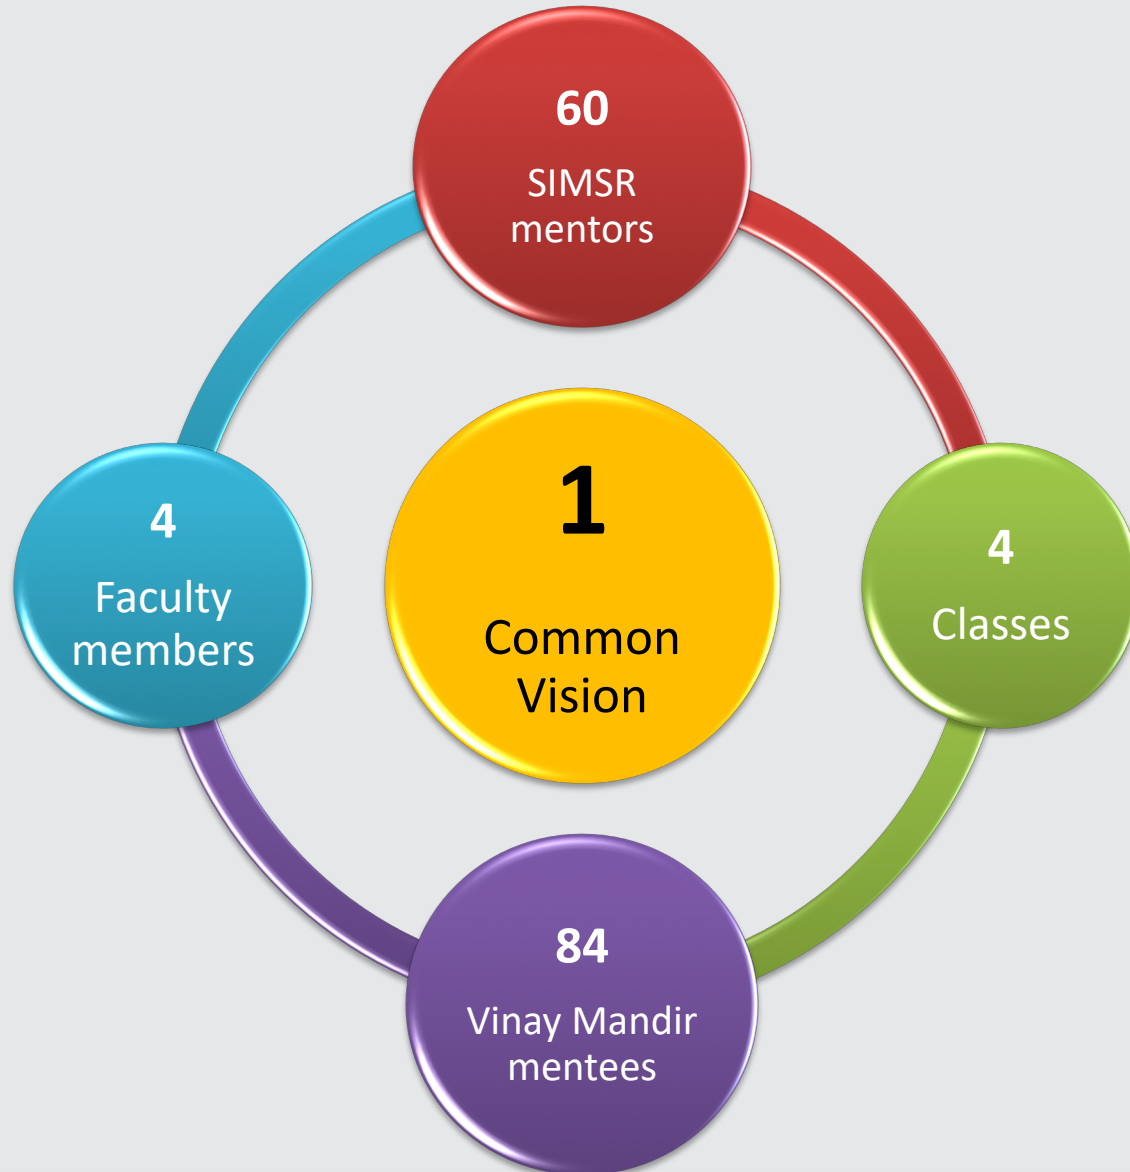 60
SIMSR
mentors
4
Faculty
members
1
Common
Vision
4
Classes
84
Vinay Mandir
mentees